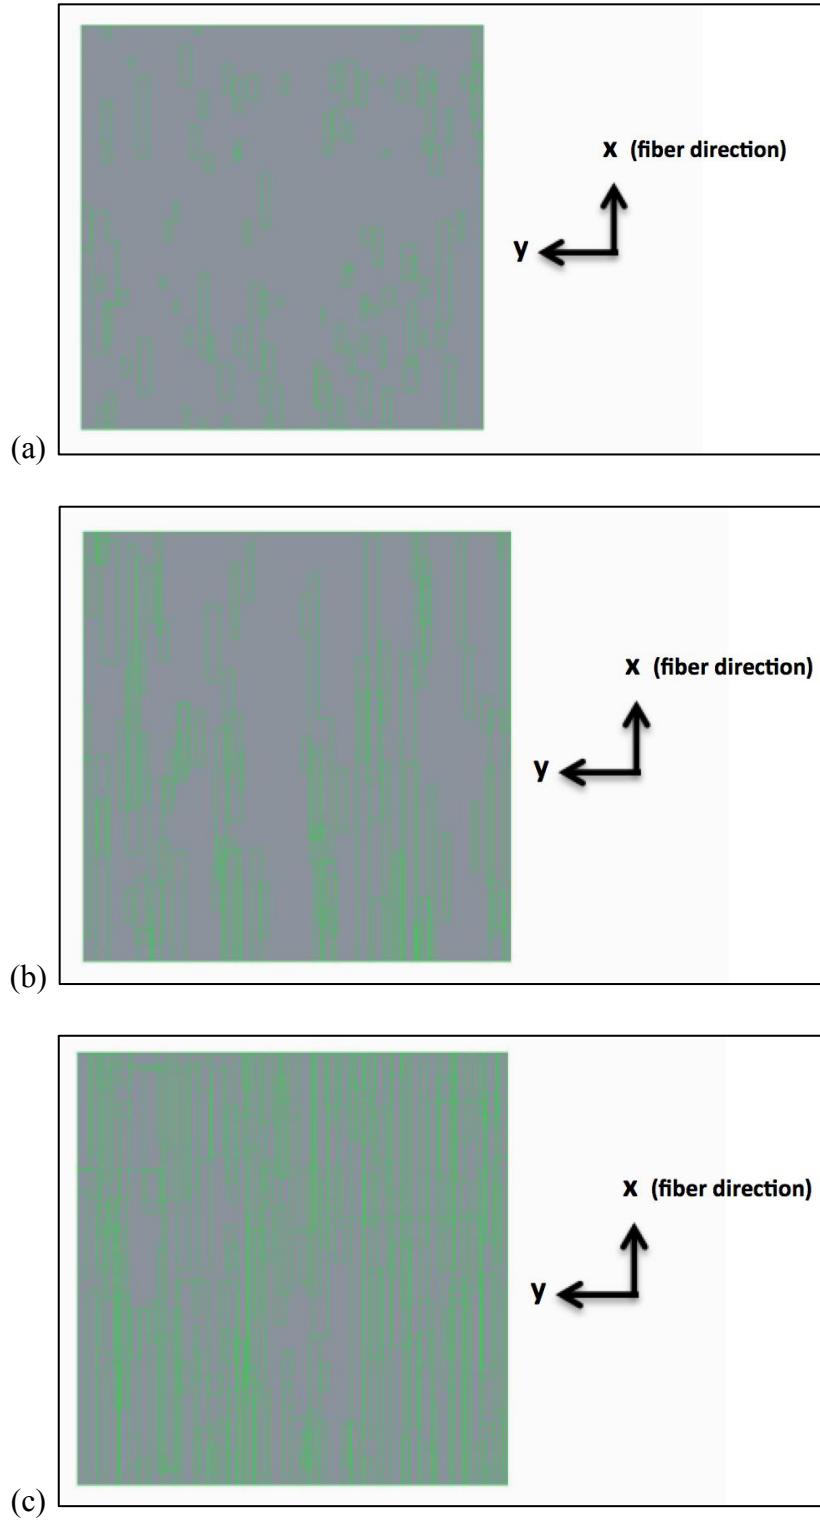 x (fiber direction)
y
(a)
x (fiber direction)
y
(b)
x (fiber direction)
y
(c)